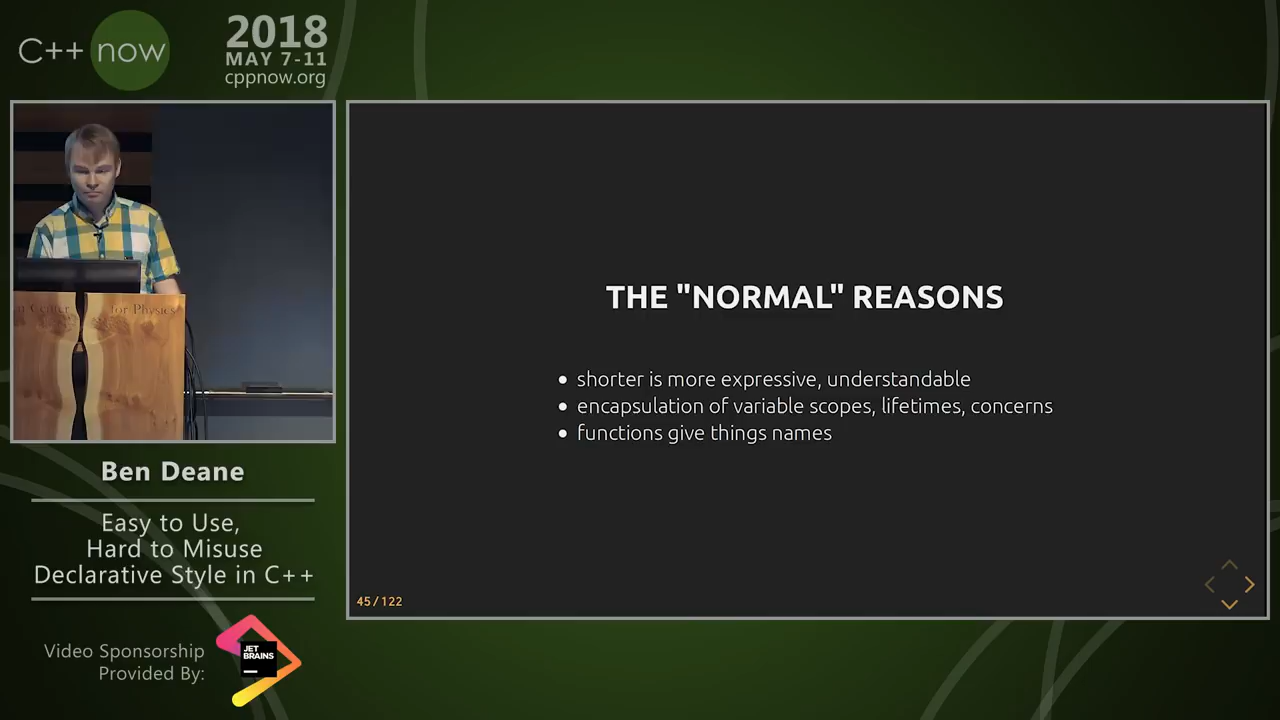 C++ now
2018
MAY 7-11
cppnow.org
n Center for Physics
Ben Deane
Easy to Use,
Hard to Misuse
Declarative Style in C++
Video Sponsorship
Provided By:
JET
BRAINS
THE "NORMAL" REASONS
shorter is more expressive, understandable
encapsulation of variable scopes, lifetimes, concerns
functions give things names
45/122